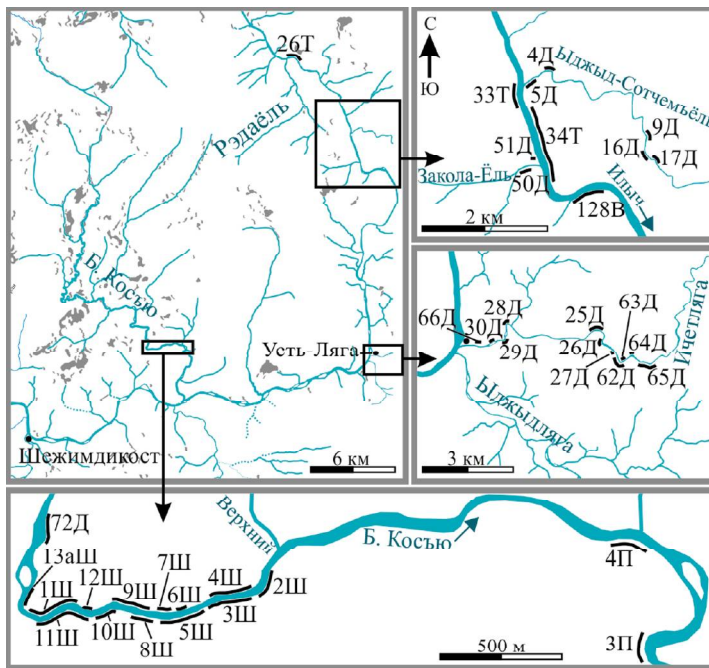 26Т
Рэдаёль
Б. Косъю
Усть-Ляга
Шежимдикост
6 км
С
Ю
4Д
Ыджыд-Сотчемъёль
33Т
5Д
34Т
9Д
16Д
17Д
51Д
Закола-Ёль
50Д
Илыч
128В
2 км
28Д
66Д
30Д
29Д
25Д
63Д
26Д
64Д
27Д
62Д
65Д
Ичетляга
Ыджыдляга
3 км
72Д
Верхний
Б. Косъю
13аШ
1Ш
12Ш
9Ш
7Ш
6Ш
4Ш
2Ш
3Ш
11Ш
10Ш
8Ш
5Ш
4П
3П
500 м